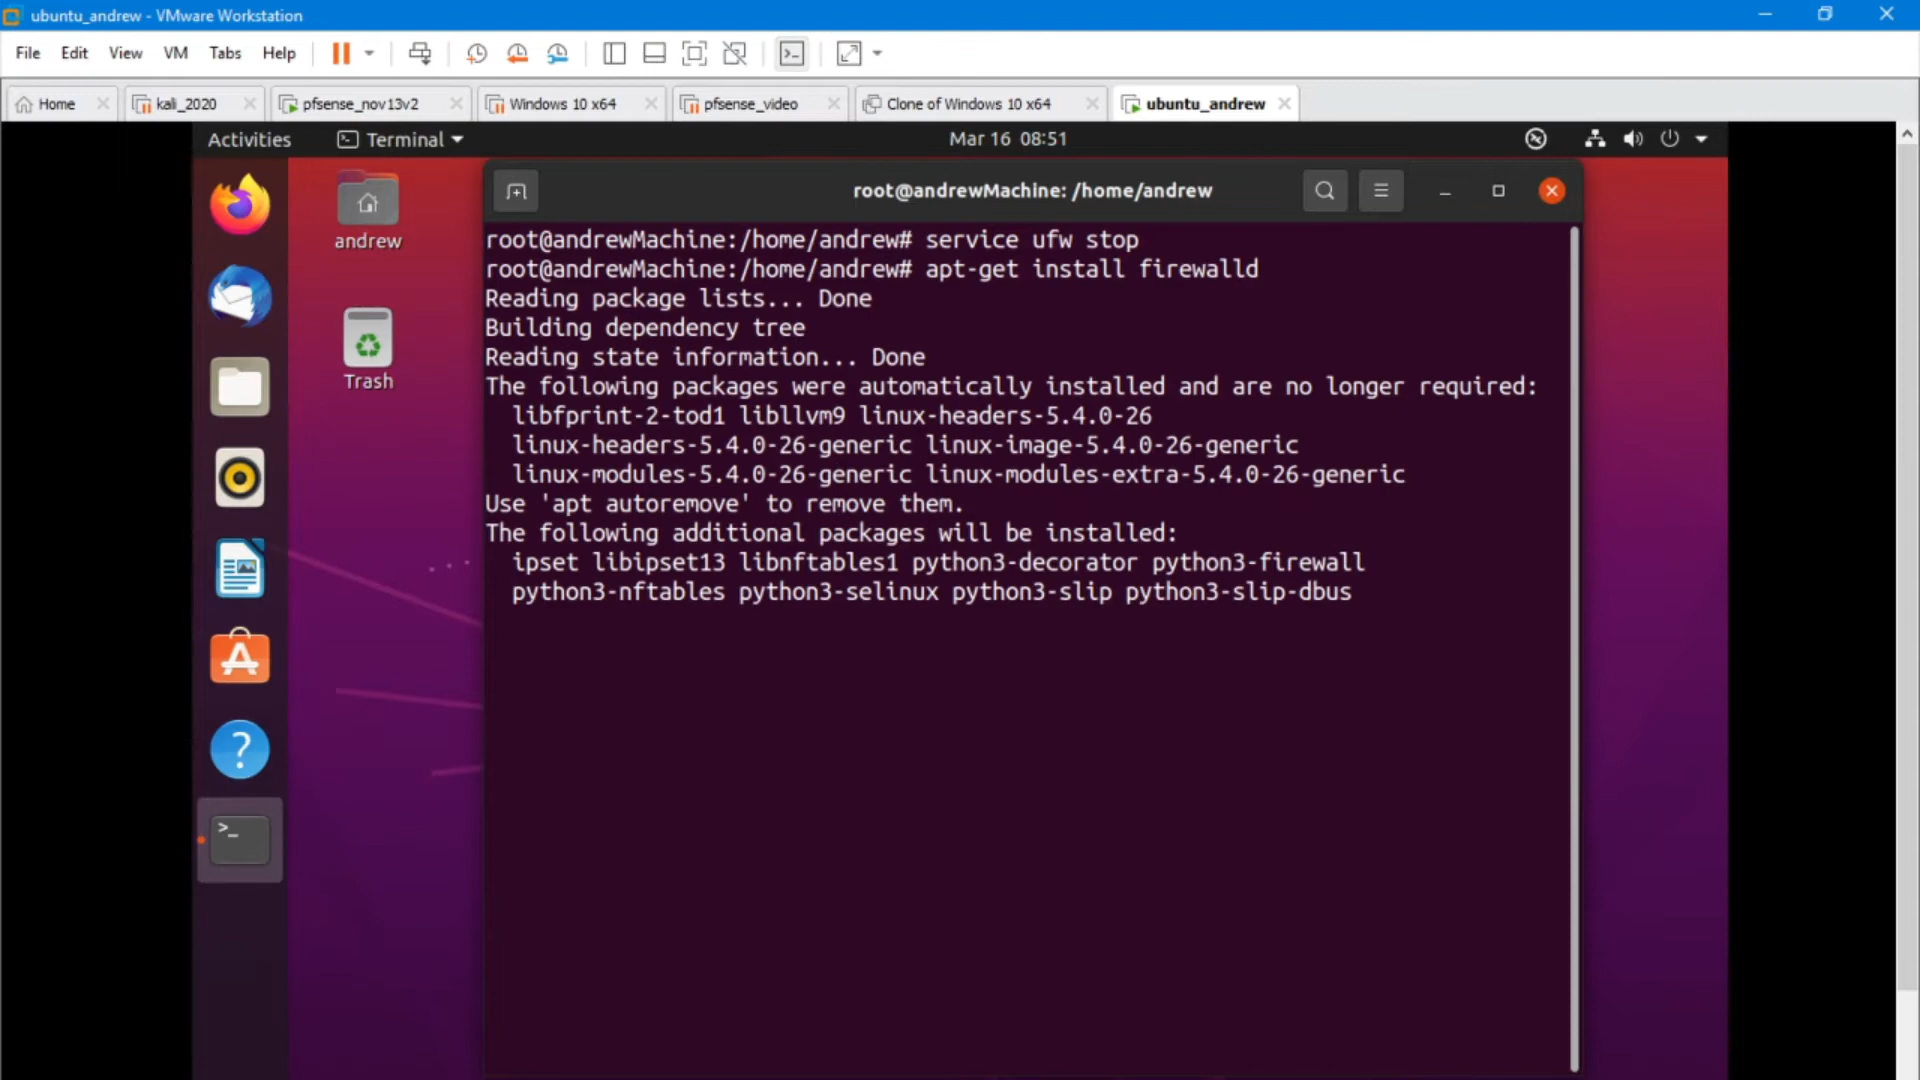 ubuntu_andrew - VMware Workstation
File Edit View VM Tabs Help
Home kali_2020 pfsense_nov13v2 Windows 10 x64 pfsense_video Clone of Windows 10 x64 ubuntu_andrew
Activities Terminal Mar 16 08:51
andrew
Trash
root@andrewMachine: /home/andrew
root@andrewMachine:/home/andrew# service ufw stop
root@andrewMachine:/home/andrew# apt-get install firewalld
Reading package lists... Done
Building dependency tree
Reading state information... Done
The following packages were automatically installed and are no longer required:
libfprint-2-tod1 libllvm9 linux-headers-5.4.0-26
linux-headers-5.4.0-26-generic linux-image-5.4.0-26-generic
linux-modules-5.4.0-26-generic linux-modules-extra-5.4.0-26-generic
Use 'apt autoremove' to remove them.
The following additional packages will be installed:
ipset libipset13 libnftables1 python3-decorator python3-firewall
python3-nftables python3-selinux python3-slip python3-slip-dbus